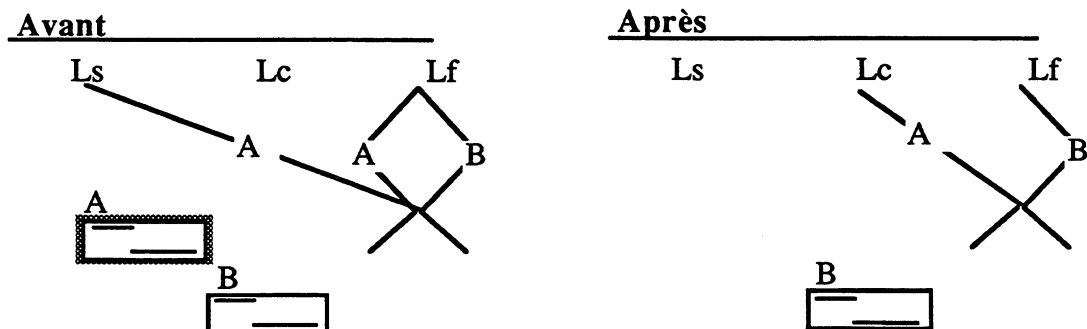 Avant Après
Ls Lc Lf Ls Lc Lf
A A B A B
A
B B